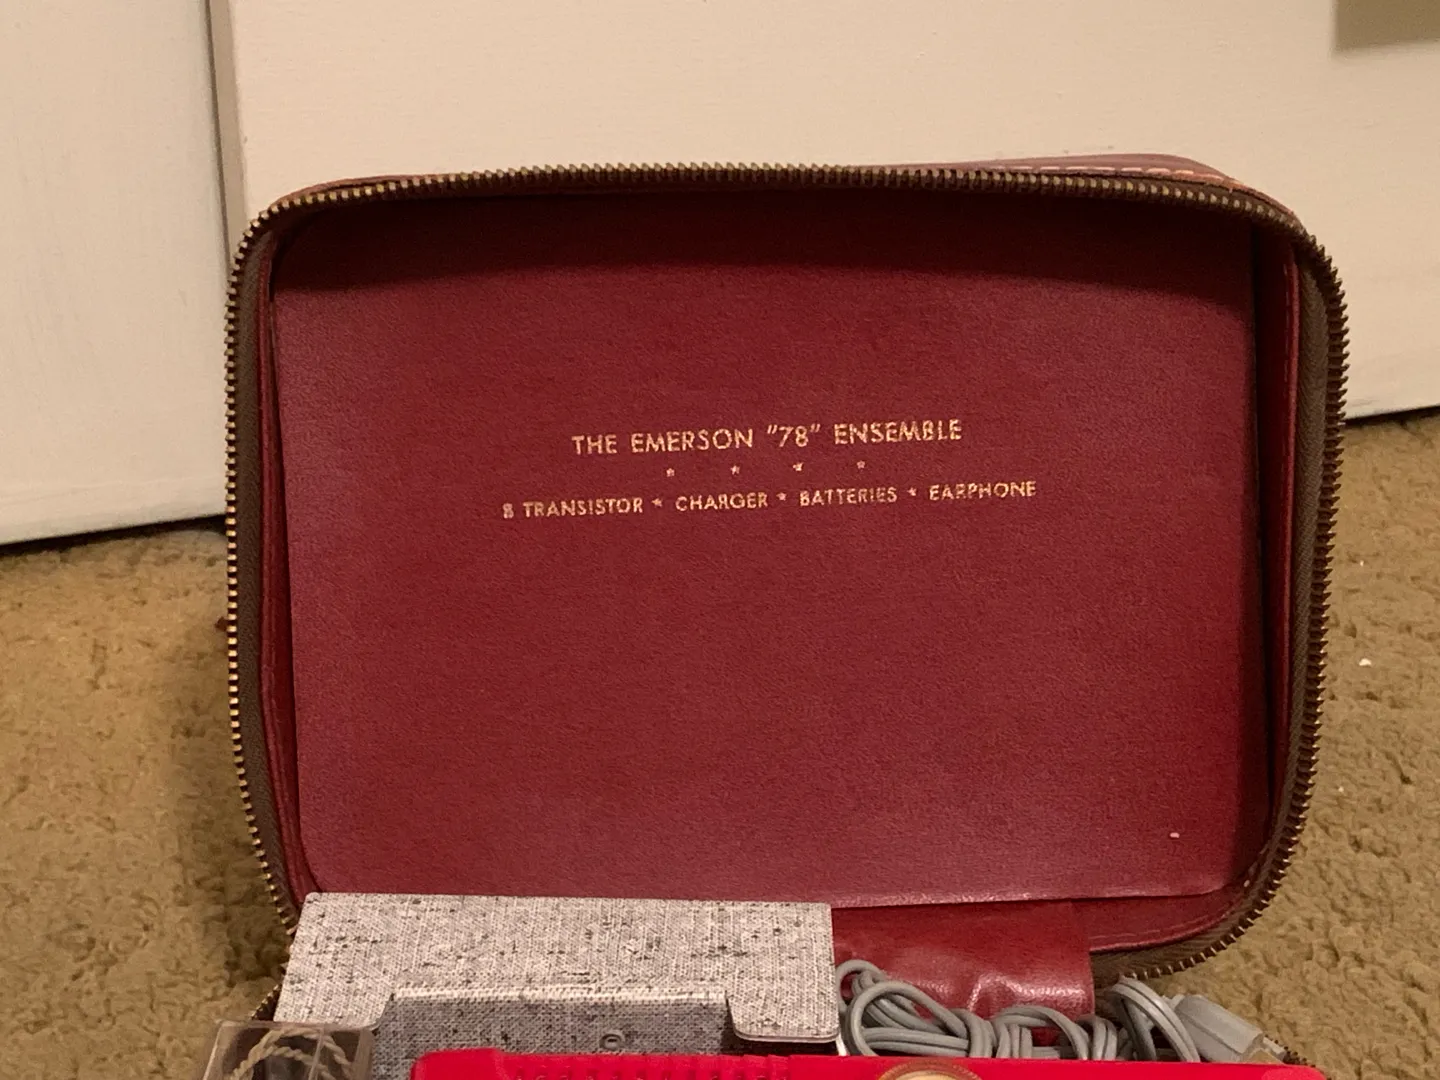 THE EMERSON "78" ENSEMBLE
* * * *
8 TRANSISTOR * CHARGER * BATTERIES * EARPHONE